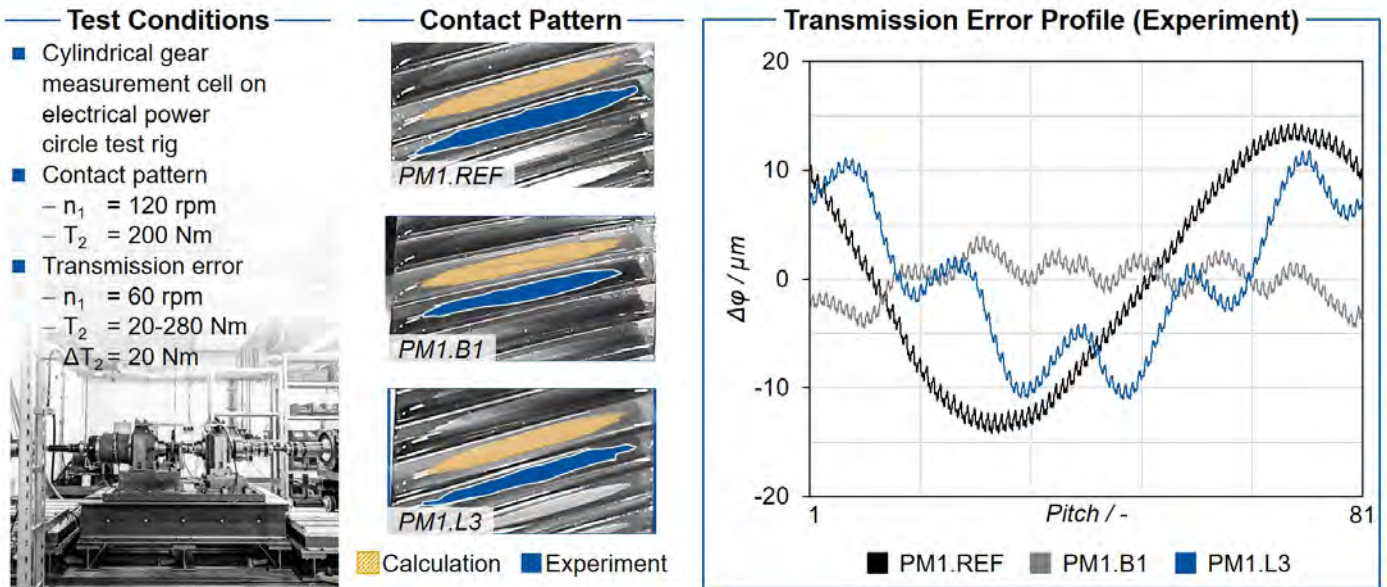 Test Conditions
Cylindrical gear
measurement cell on
electrical power
circle test rig
Contact pattern
– n1 = 120 rpm
– T2 = 200 Nm
Transmission error
– n1 = 60 rpm
– T2 = 20-280 Nm
ΔT2 = 20 Nm
Contact Pattern
PM1.REF
PM1.B1
PM1.L3
Calculation Experiment
Transmission Error Profile (Experiment)
20
10
0
-10
-20
Δφ / μm
1 Pitch / - 81
PM1.REF PM1.B1 PM1.L3